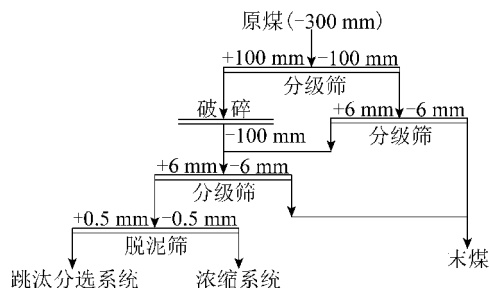 原煤(-300 mm)
+100 mm -100 mm
分级筛
破碎
+6 mm -6 mm
-100 mm
分级筛
+6 mm -6 mm
分级筛
+0.5 mm -0.5 mm
脱泥筛
末煤
跳汰分选系统
浓缩系统